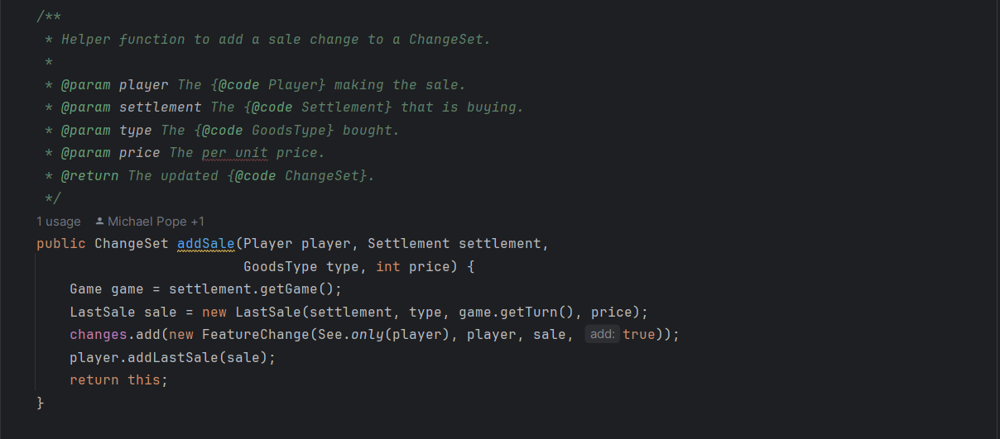 /**
 * Helper function to add a sale change to a ChangeSet.
 *
 * @param player The {@code Player} making the sale.
 * @param settlement The {@code Settlement} that is buying.
 * @param type The {@code GoodsType} bought.
 * @param price The per unit price.
 * @return The updated {@code ChangeSet}.
 */
1 usage Michael Pope +1
public ChangeSet addSale(Player player, Settlement settlement,
                         GoodsType type, int price) {
    Game game = settlement.getGame();
    LastSale sale = new LastSale(settlement, type, game.getTurn(), price);
    changes.add(new FeatureChange(See.only(player), player, sale, add: true));
    player.addLastSale(sale);
    return this;
}